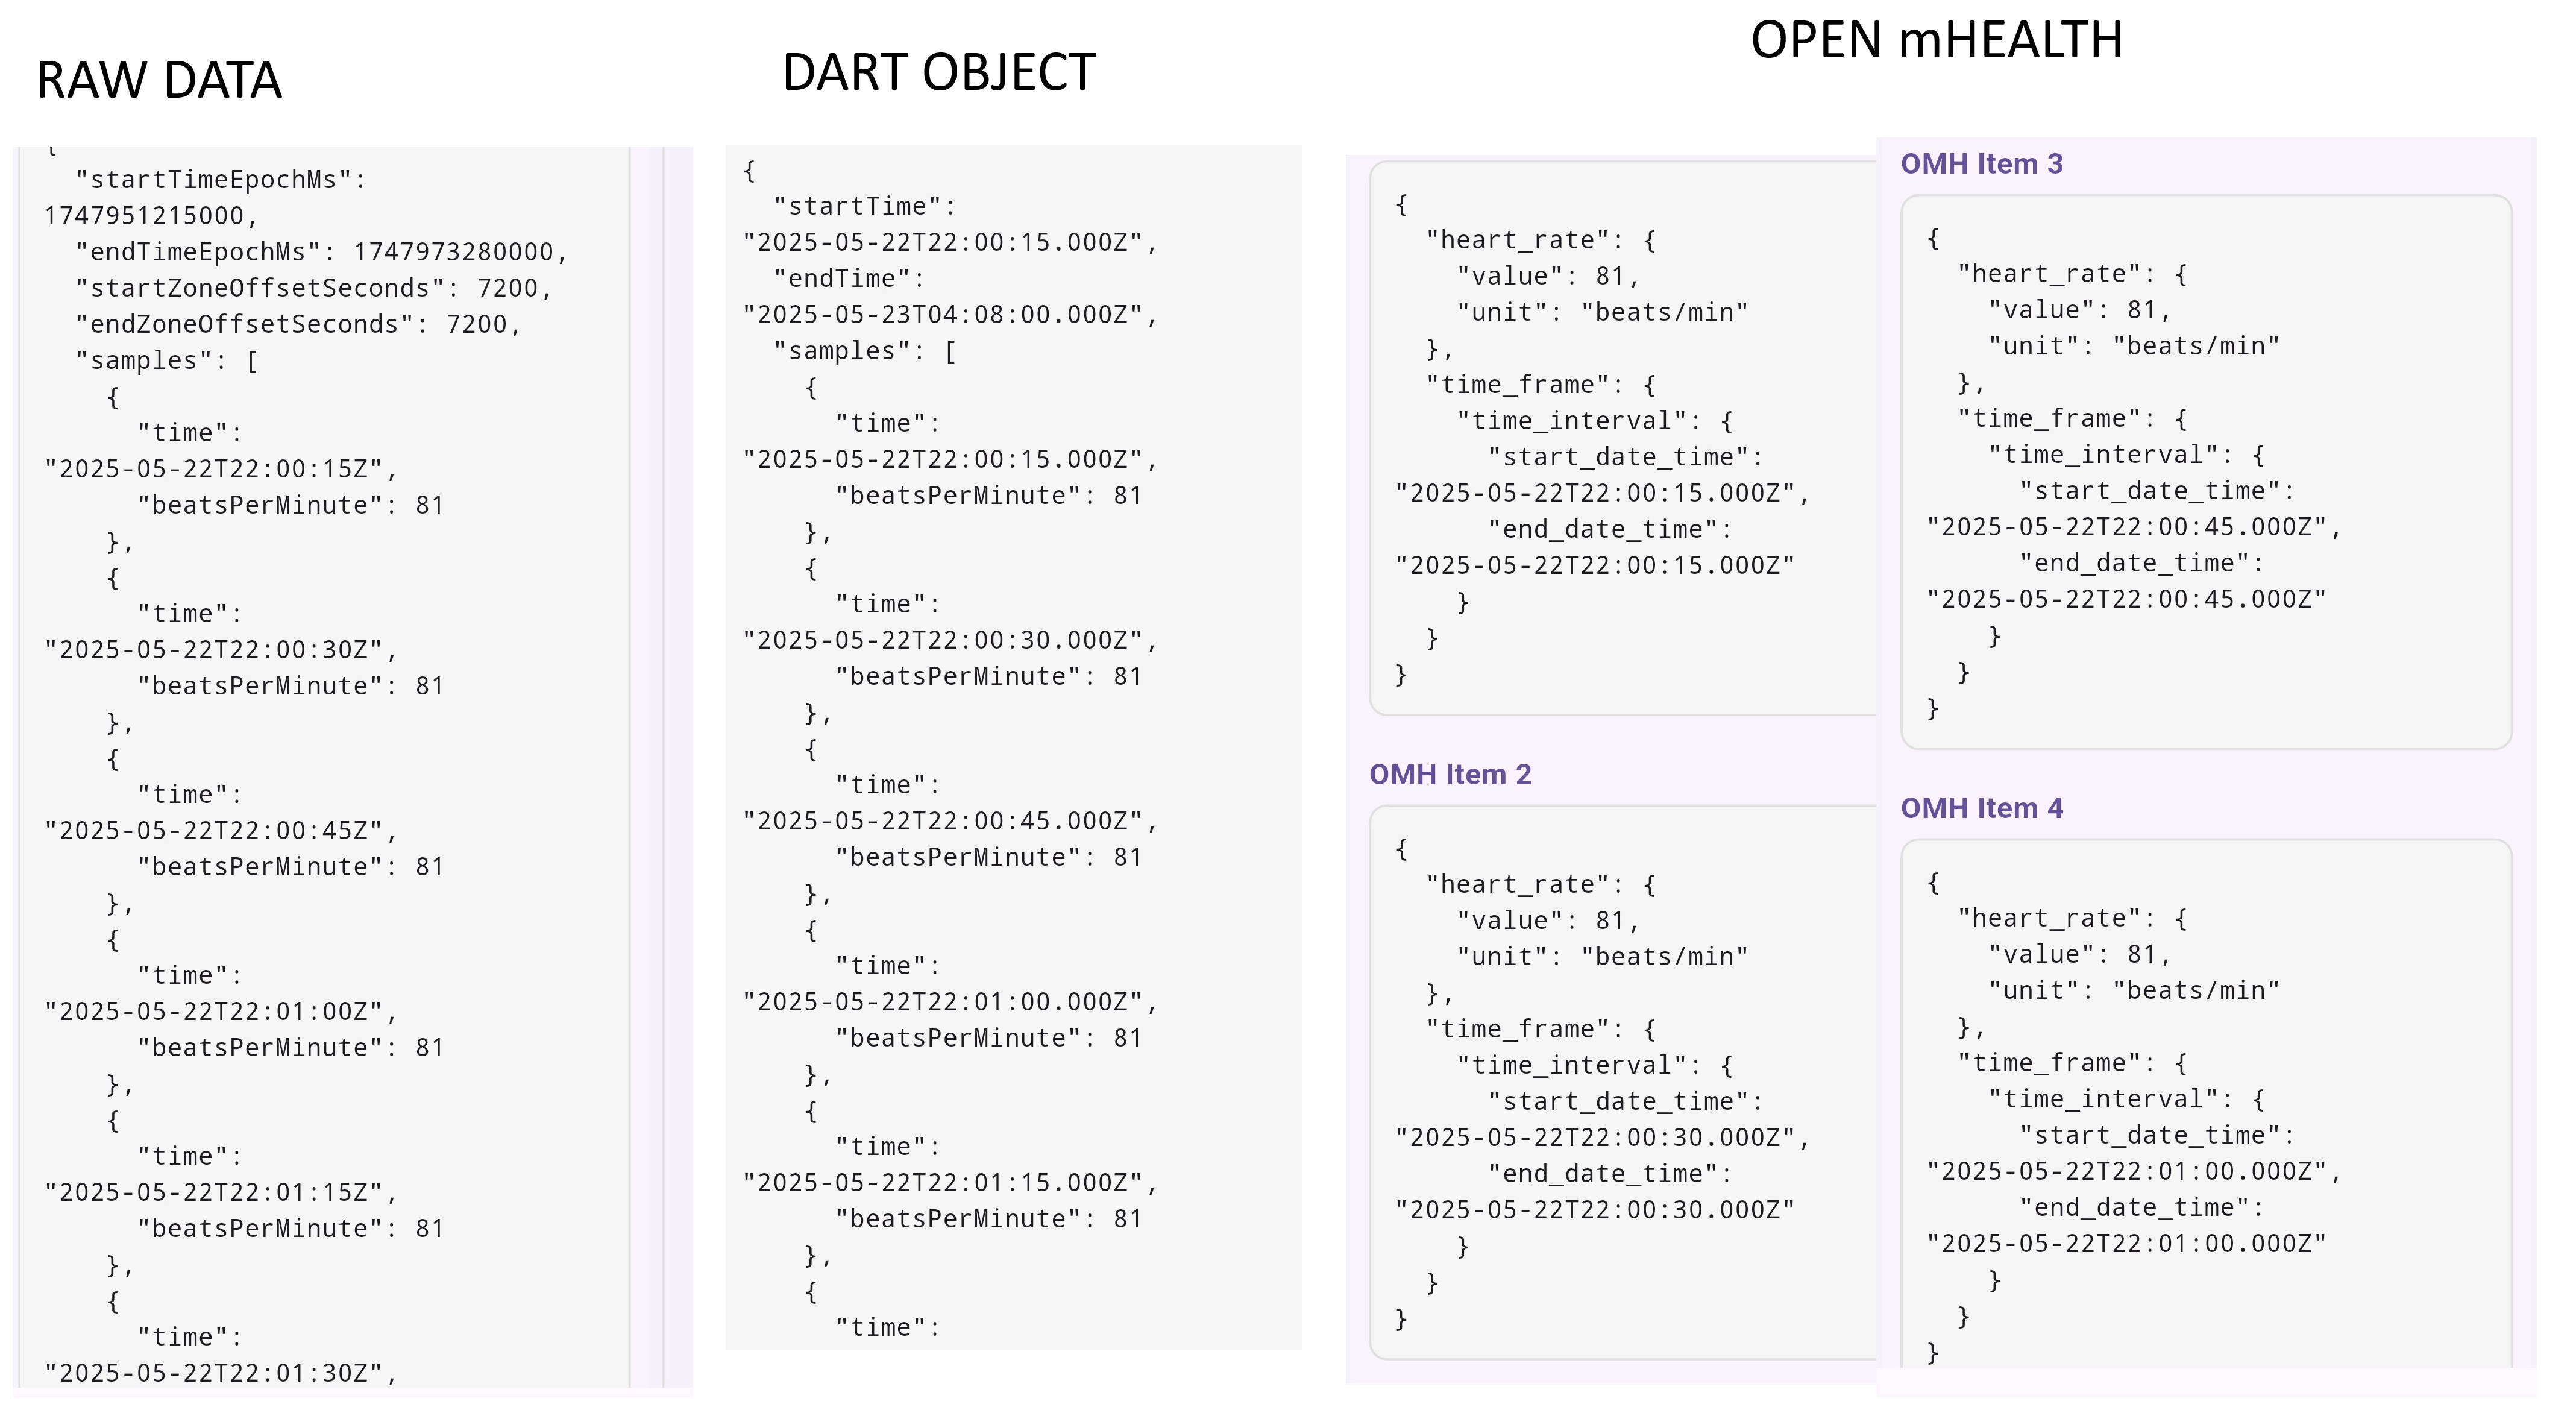 RAW DATA
{
  "startTimeEpochMs":
1747951215000,
  "endTimeEpochMs": 1747973280000,
  "startZoneOffsetSeconds": 7200,
  "endZoneOffsetSeconds": 7200,
  "samples": [
    {
      "time":
"2025-05-22T22:00:15Z",
      "beatsPerMinute": 81
    },
    {
      "time":
"2025-05-22T22:00:30Z",
      "beatsPerMinute": 81
    },
    {
      "time":
"2025-05-22T22:00:45Z",
      "beatsPerMinute": 81
    },
    {
      "time":
"2025-05-22T22:01:00Z",
      "beatsPerMinute": 81
    },
    {
      "time":
"2025-05-22T22:01:15Z",
      "beatsPerMinute": 81
    },
    {
      "time":
"2025-05-22T22:01:30Z",
DART OBJECT
{
  "startTime":
"2025-05-22T22:00:15.000Z",
  "endTime":
"2025-05-23T04:08:00.000Z",
  "samples": [
    {
      "time":
"2025-05-22T22:00:15.000Z",
      "beatsPerMinute": 81
    },
    {
      "time":
"2025-05-22T22:00:30.000Z",
      "beatsPerMinute": 81
    },
    {
      "time":
"2025-05-22T22:00:45.000Z",
      "beatsPerMinute": 81
    },
    {
      "time":
"2025-05-22T22:01:00.000Z",
      "beatsPerMinute": 81
    },
    {
      "time":
"2025-05-22T22:01:15.000Z",
      "beatsPerMinute": 81
    },
    {
      "time":
OPEN mHEALTH
{
  "heart_rate": {
    "value": 81,
    "unit": "beats/min"
  },
  "time_frame": {
    "time_interval": {
      "start_date_time":
"2025-05-22T22:00:15.000Z",
      "end_date_time":
"2025-05-22T22:00:15.000Z"
    }
  }
}
OMH Item 2
{
  "heart_rate": {
    "value": 81,
    "unit": "beats/min"
  },
  "time_frame": {
    "time_interval": {
      "start_date_time":
"2025-05-22T22:00:30.000Z",
      "end_date_time":
"2025-05-22T22:00:30.000Z"
    }
  }
}
OMH Item 3
{
  "heart_rate": {
    "value": 81,
    "unit": "beats/min"
  },
  "time_frame": {
    "time_interval": {
      "start_date_time":
"2025-05-22T22:00:45.000Z",
      "end_date_time":
"2025-05-22T22:00:45.000Z"
    }
  }
}
OMH Item 4
{
  "heart_rate": {
    "value": 81,
    "unit": "beats/min"
  },
  "time_frame": {
    "time_interval": {
      "start_date_time":
"2025-05-22T22:01:00.000Z",
      "end_date_time":
"2025-05-22T22:01:00.000Z"
    }
  }
}